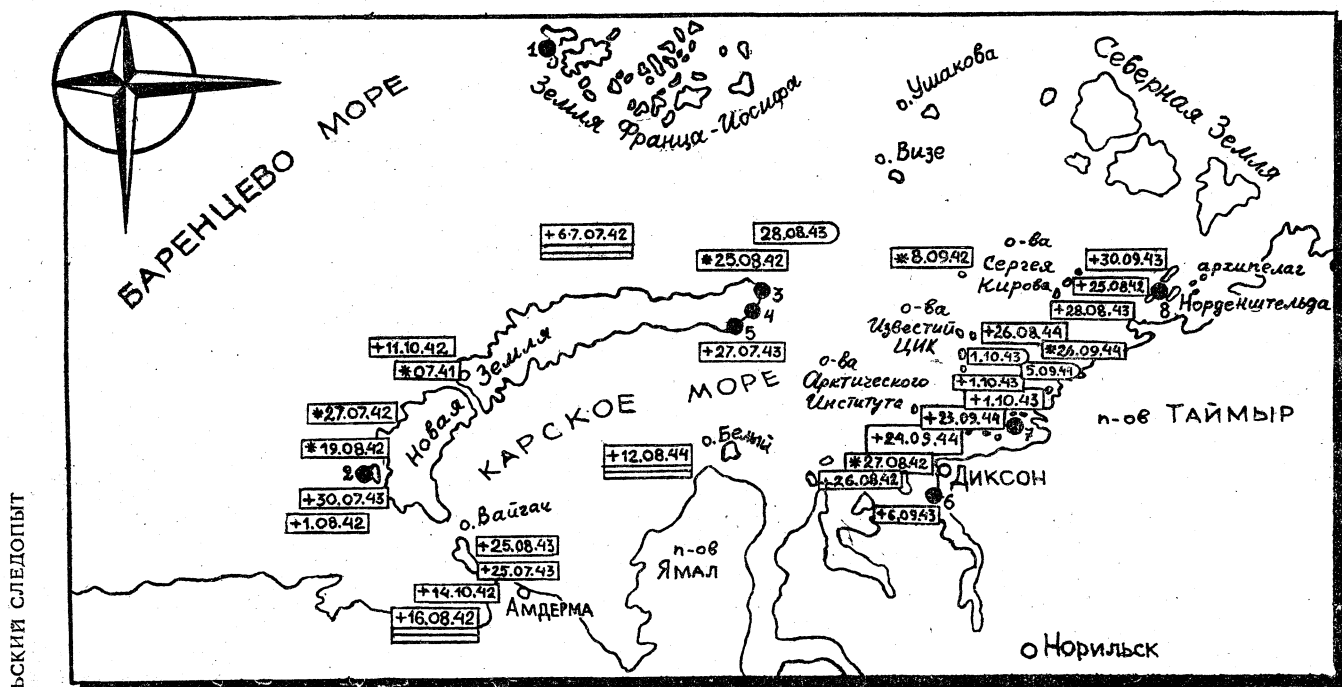 БАРЕНЦЕВО МОРЕ
1
Земля
Франца-Иосифа
о. Ушакова
о. Визе
Северная Земля
+6-7.07.42
28.08.43
*25.08.42
3
4
5
+27.07.43
*8.09.42
о-ва
Сергея
Кирова
+30.09.43
+25.08.42
+28.08.43
8
архипелаг
Норденштельда
о-ва
Известий
ЦИК
+26.08.44
*26.09.44
1.10.43
5.09.44
+1.10.43
+1.10.43
о-ва
Арктического
Института
+23.09.44
7
+24.09.44
*27.08.42
+26.08.42
ДИКСОН
6
+6.09.43
п-ов ТАЙМЫР
+11.10.42
*07.41
Новая Земля
*27.07.42
*19.08.42
2
+30.07.43
+1.08.42
КАРСКОЕ МОРЕ
+12.08.44
о. Белый
о. Вайгач
+25.08.43
+25.07.43
+14.10.42
АМДЕРМА
+16.08.42
п-ов
ЯМАЛ
Норильск
ЬСКИЙ СЛЕДОПЫТ